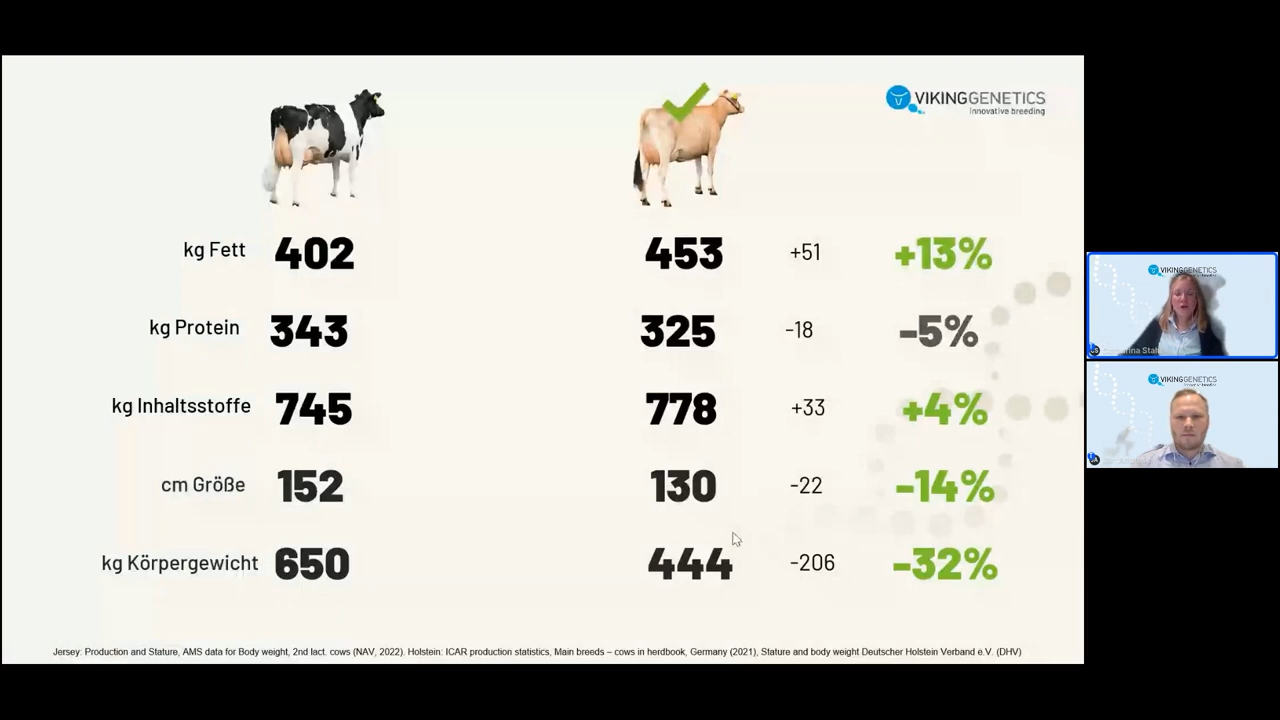 VIKINGGENETICS
innovative breeding
kg Fett 402 453 +51 +13%
kg Protein 343 325 -18 -5%
kg Inhaltsstoffe 745 778 +33 +4%
cm Größe 152 130 -22 -14%
kg Körpergewicht 650 444 -206 -32%
Jersey: Production and Stature, AMS data for Body weight, 2nd lact. cows (NAV, 2022). Holstein: ICAR production statistics, Main breeds – cows in herdbook, Germany (2021), Stature and body weight Deutscher Holstein Verband e.V. (DHV)
VIKINGGENETICS
VIKINGGENETICS